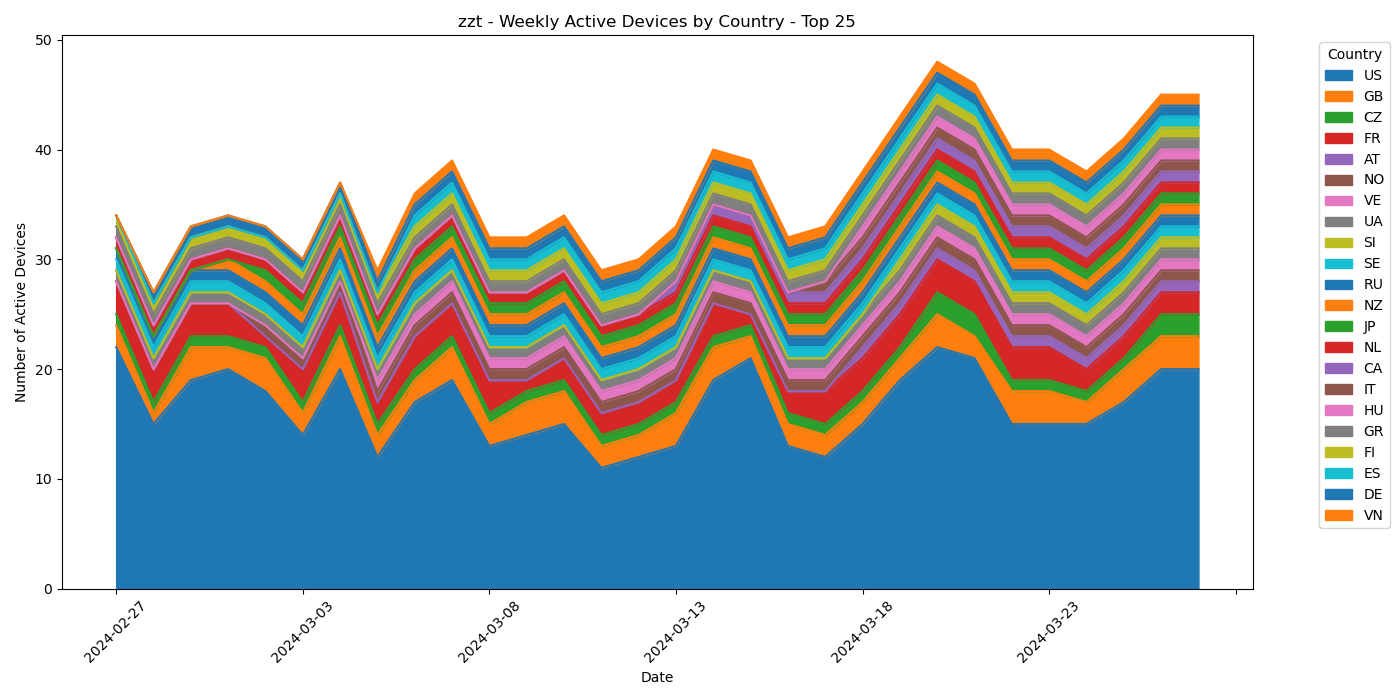 zzt - Weekly Active Devices by Country - Top 25
Number of Active Devices
50
40
30
20
10
0
2024-02-27
2024-03-03
2024-03-08
2024-03-13
2024-03-18
2024-03-23
Date
Country
US
GB
CZ
FR
AT
NO
VE
UA
SI
SE
RU
NZ
JP
NL
CA
IT
HU
GR
FI
ES
DE
VN